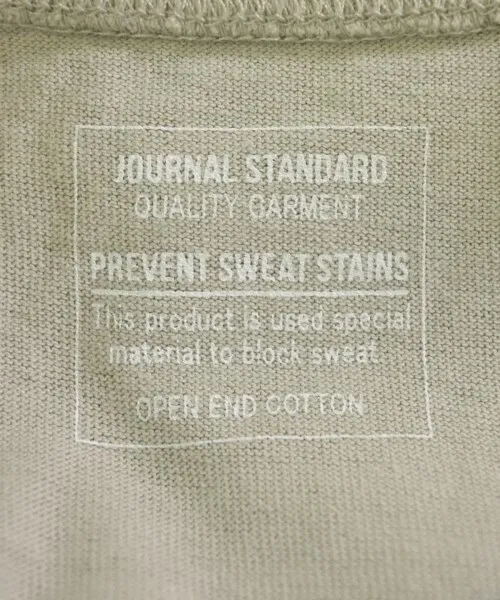 JOURNAL STANDARD
QUALITY GARMENT
PREVENT SWEAT STAINS
This product is used special
material to block sweat
OPEN END COTTON